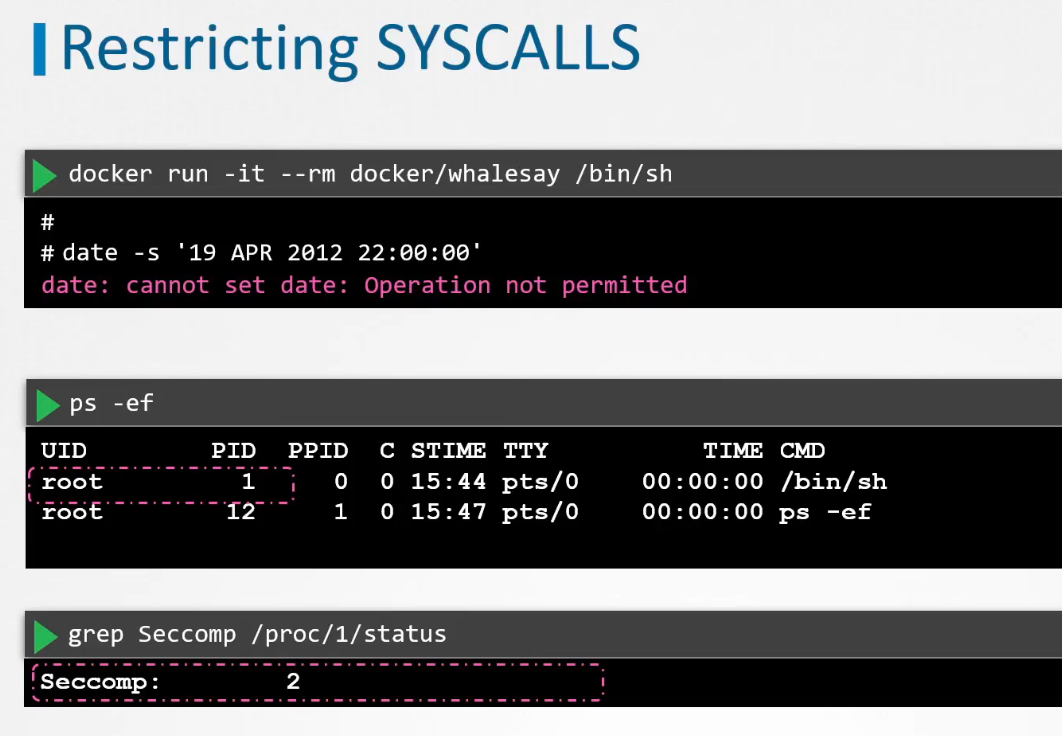 Restricting SYSCALLS
docker run -it --rm docker/whalesay /bin/sh
#
# date -s '19 APR 2012 22:00:00'
date: cannot set date: Operation not permitted
ps -ef
UID PID PPID C STIME TTY TIME CMD
root 1 0 0 15:44 pts/0 00:00:00 /bin/sh
root 12 1 0 15:47 pts/0 00:00:00 ps -ef
grep Seccomp /proc/1/status
Seccomp: 2